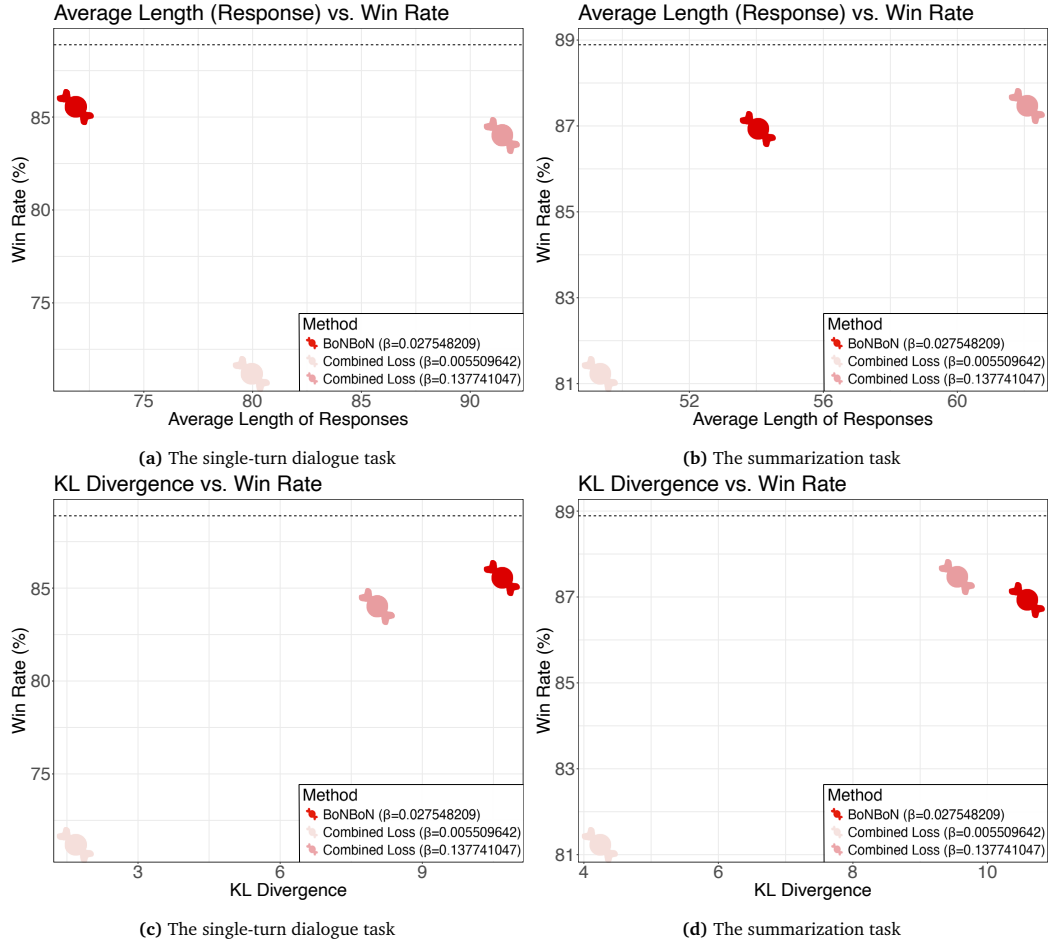 Average Length (Response) vs. Win Rate
Win Rate (%)
85
80
75
Method
BoNBoN (β=0.027548209)
Combined Loss (β=0.005509642)
Combined Loss (β=0.137741047)
75
80
85
90
Average Length of Responses
(a) The single-turn dialogue task
Average Length (Response) vs. Win Rate
Win Rate (%)
89
87
85
83
81
Method
BoNBoN (β=0.027548209)
Combined Loss (β=0.005509642)
Combined Loss (β=0.137741047)
52
56
60
Average Length of Responses
(b) The summarization task
KL Divergence vs. Win Rate
Win Rate (%)
85
80
75
Method
BoNBoN (β=0.027548209)
Combined Loss (β=0.005509642)
Combined Loss (β=0.137741047)
3
6
9
KL Divergence
(c) The single-turn dialogue task
KL Divergence vs. Win Rate
Win Rate (%)
89
87
85
83
81
Method
BoNBoN (β=0.027548209)
Combined Loss (β=0.005509642)
Combined Loss (β=0.137741047)
4
6
8
10
KL Divergence
(d) The summarization task